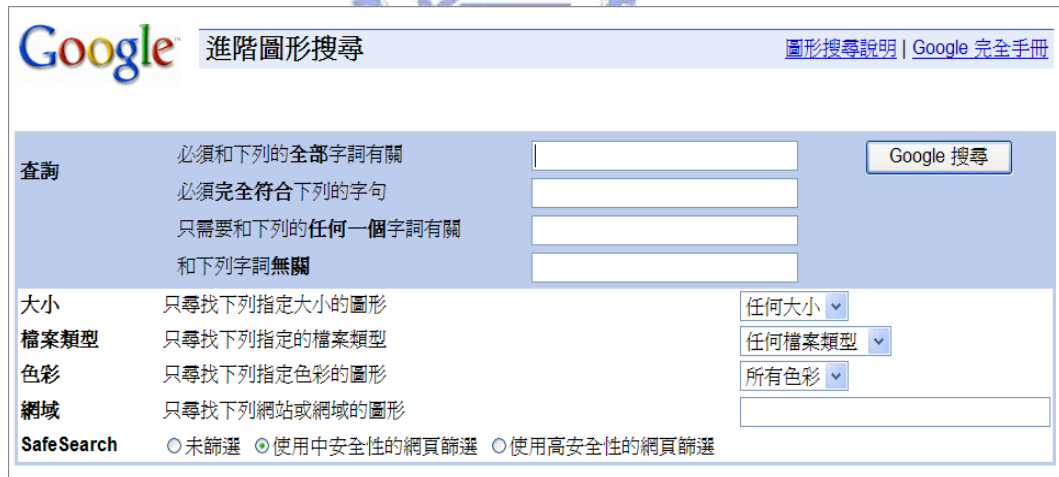 Google™ 進階圖形搜尋 圖形搜尋說明 | Google 完全手冊
查詢 必須和下列的全部字詞有關 Google 搜尋
必須完全符合下列的字句
只需要和下列的任何一個字詞有關
和下列字詞無關
大小 只尋找下列指定大小的圖形 任何大小
檔案類型 只尋找下列指定的檔案類型 任何檔案類型
色彩 只尋找下列指定色彩的圖形 所有色彩
網域 只尋找下列網站或網域的圖形
SafeSearch 未篩選 使用中安全性的網頁篩選 使用高安全性的網頁篩選